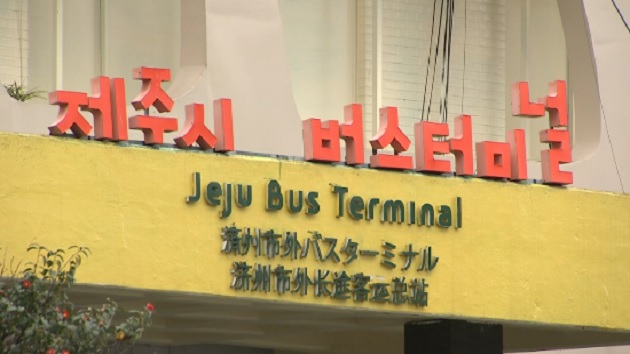 제주시 버스터미널
Jeju Bus Terminal
済州市外バスターミナル
济州市外长途客运总站